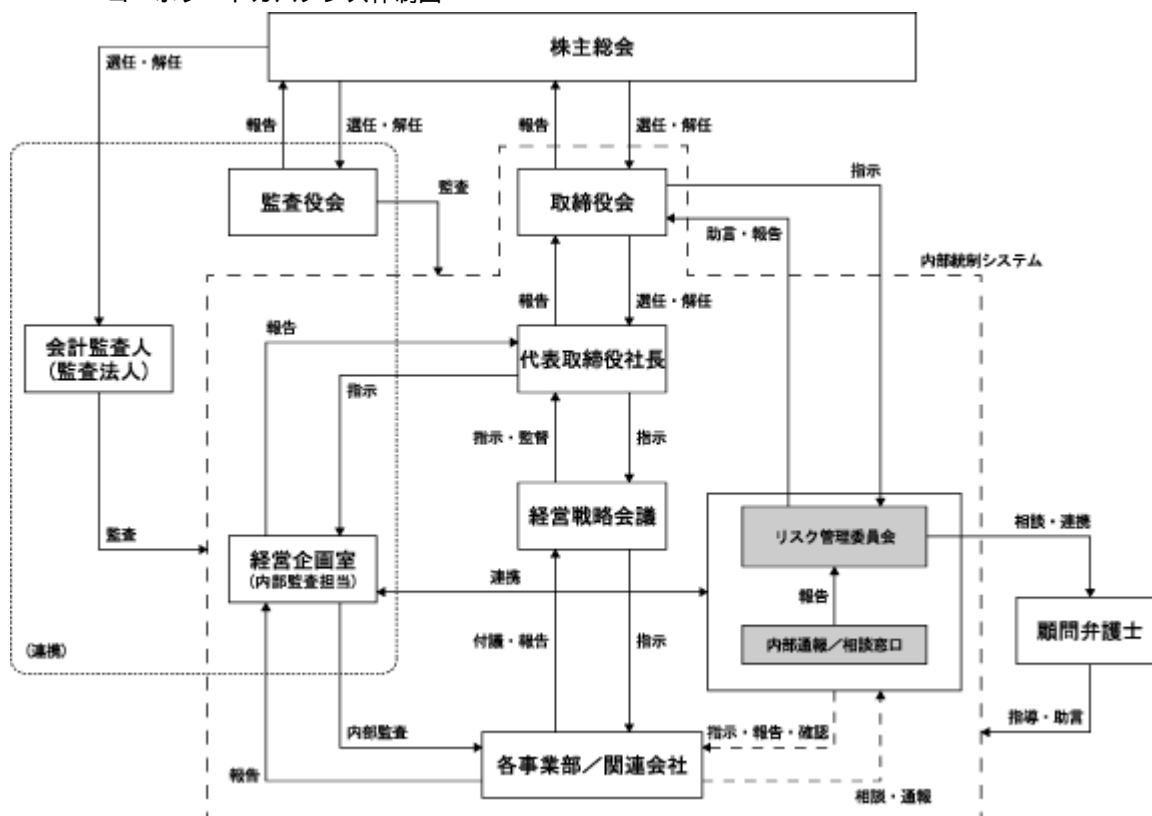 株主総会
選任・解任
報告
選任・解任
報告
選任・解任
指示
監査役会
監査
取締役会
助言・報告
内部統制システム
報告
選任・解任
報告
会計監査人
(監査法人)
代表取締役社長
指示
指示・監督
指示
経営戦略会議
リスク管理委員会
相談・連携
監査
経営企画室
(内部監査担当)
連携
報告
付議・報告
指示
内部通報/相談窓口
顧問弁護士
(連携)
内部監査
指示・報告・確認
指導・助言
各事業部/関連会社
報告
相談・通報